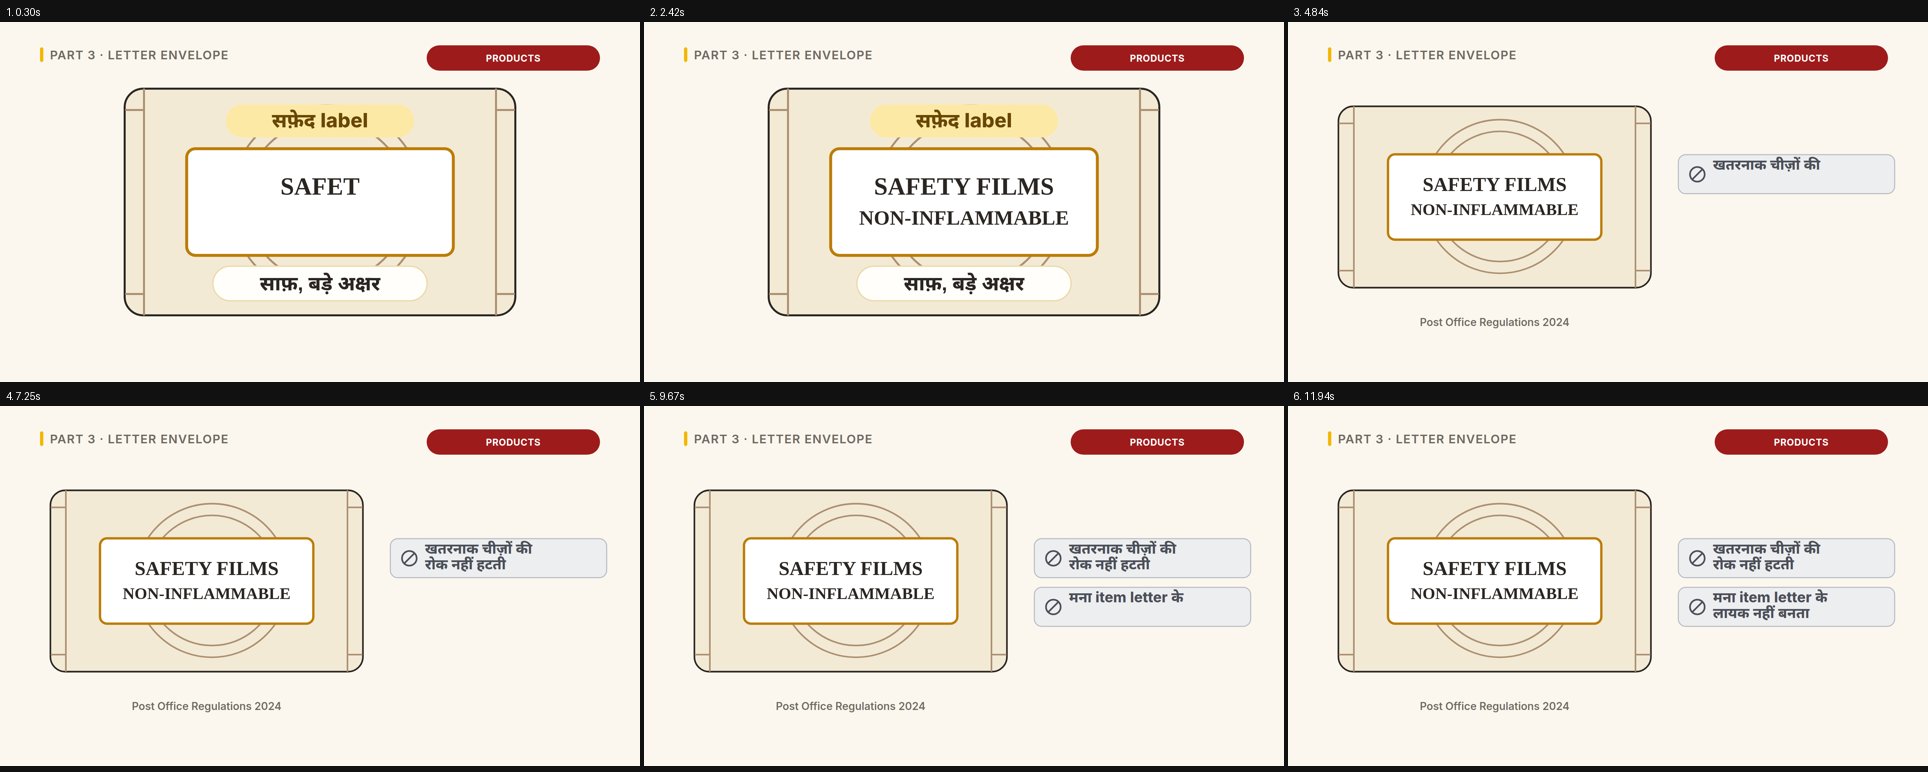 1. 0.30s
PART 3 · LETTER ENVELOPE
PRODUCTS
सफ़ेद label
SAFET
साफ़, बड़े अक्षर
2. 2.42s
PART 3 · LETTER ENVELOPE
PRODUCTS
सफ़ेद label
SAFETY FILMS
NON-INFLAMMABLE
साफ़, बड़े अक्षर
3. 4.84s
PART 3 · LETTER ENVELOPE
PRODUCTS
SAFETY FILMS
NON-INFLAMMABLE
खतरनाक चीज़ों की
Post Office Regulations 2024
4. 7.25s
PART 3 · LETTER ENVELOPE
PRODUCTS
SAFETY FILMS
NON-INFLAMMABLE
खतरनाक चीज़ों की
रोक नहीं हटती
Post Office Regulations 2024
5. 9.67s
PART 3 · LETTER ENVELOPE
PRODUCTS
SAFETY FILMS
NON-INFLAMMABLE
खतरनाक चीज़ों की
रोक नहीं हटती
मना item letter के
Post Office Regulations 2024
6. 11.94s
PART 3 · LETTER ENVELOPE
PRODUCTS
SAFETY FILMS
NON-INFLAMMABLE
खतरनाक चीज़ों की
रोक नहीं हटती
मना item letter के
लायक नहीं बनता
Post Office Regulations 2024